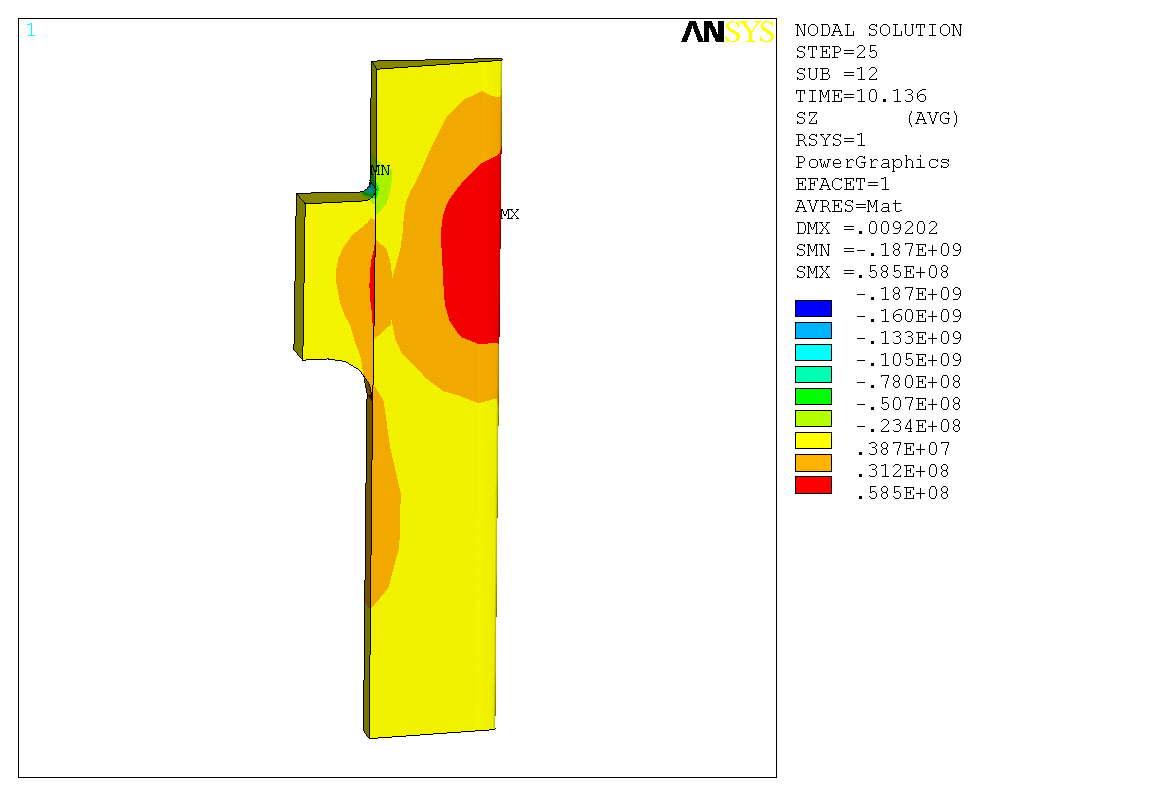 1
ANSYS
NODAL SOLUTION
STEP=25
SUB =12
TIME=10.136
SZ (AVG)
RSYS=1
PowerGraphics
EFACET=1
AVRES=Mat
DMX =.009202
SMN =-.187E+09
SMX =.585E+08
-.187E+09
-.160E+09
-.133E+09
-.105E+09
-.780E+08
-.507E+08
-.234E+08
.387E+07
.312E+08
.585E+08
MN
MX